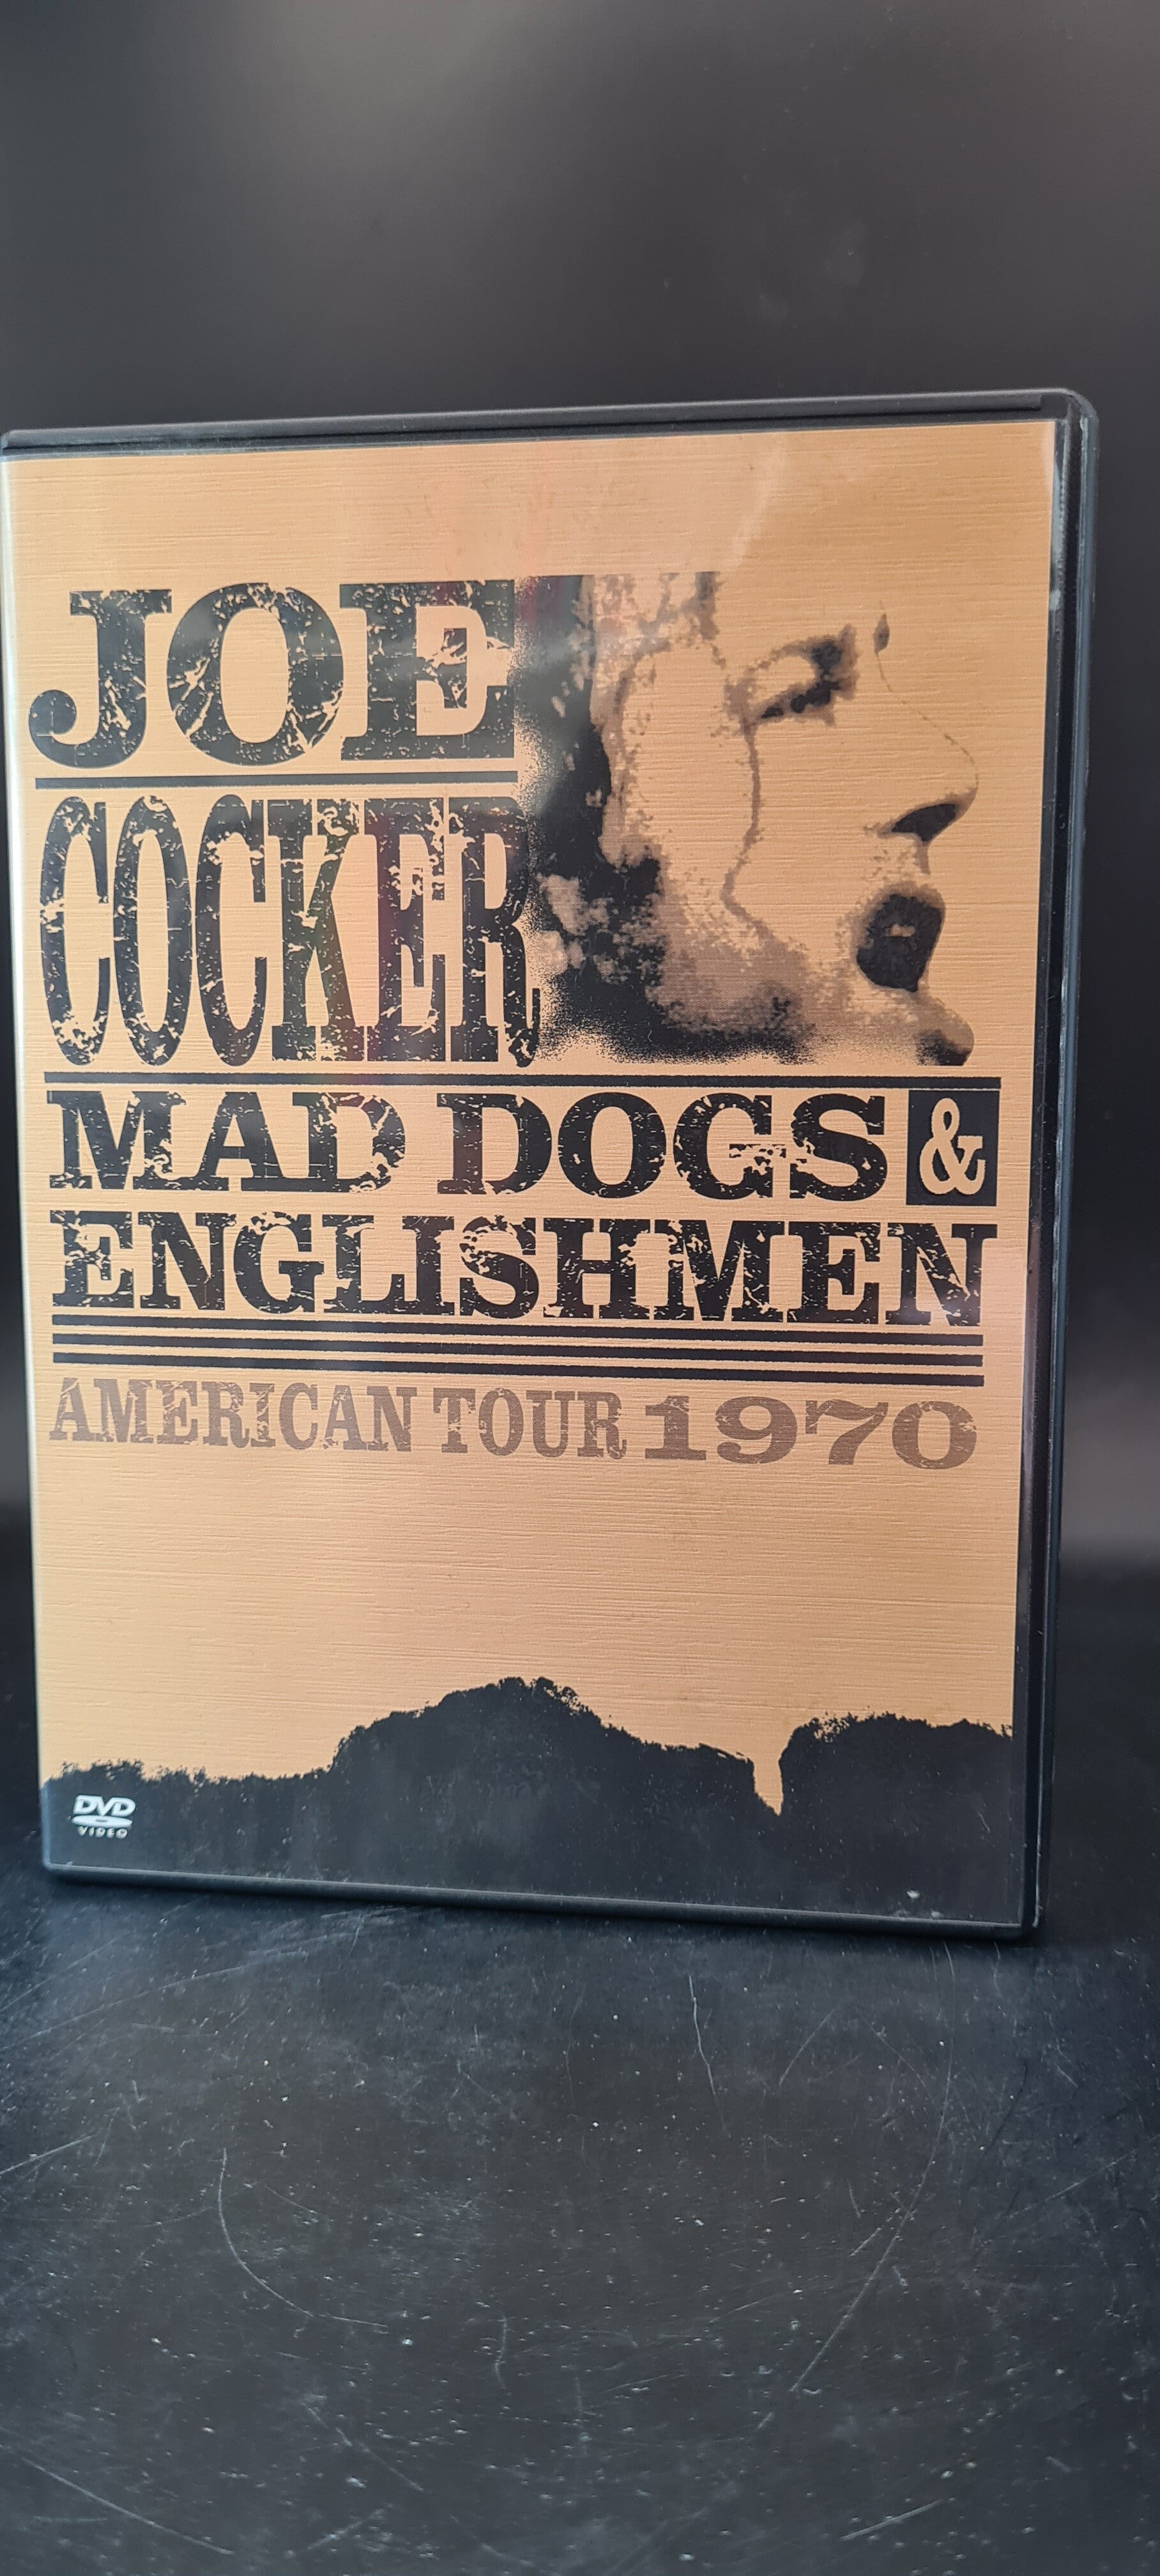 JOE
COCKER
MAD DOGS &
ENGLISHMEN
AMERICAN TOUR 1970
DVD
VIDEO